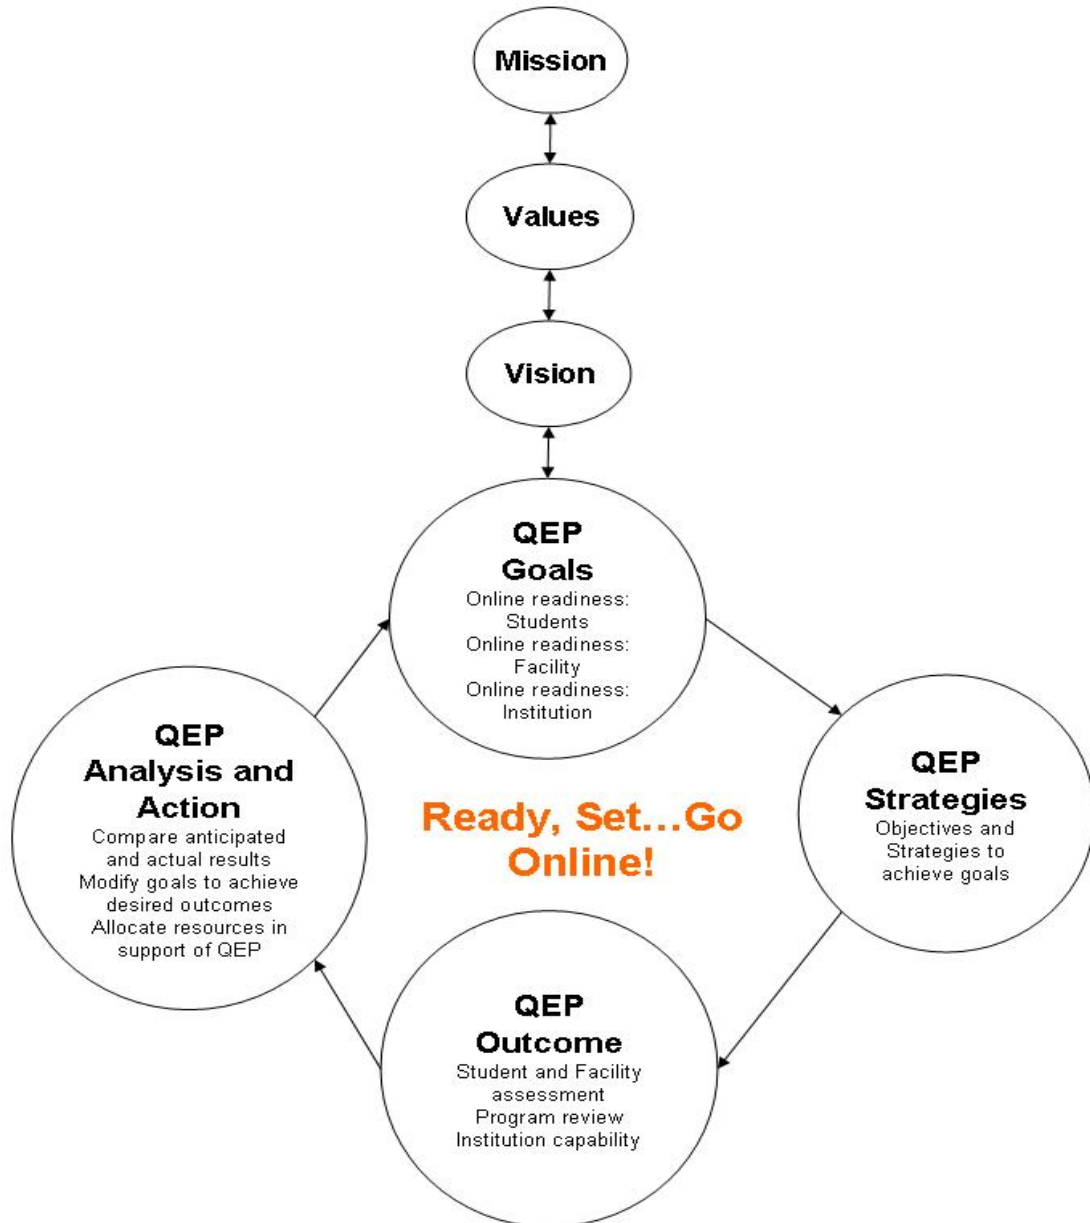 Mission
Values
Vision
QEP
Goals
Online readiness:
Students
Online readiness:
Facility
Online readiness:
Institution
QEP
Strategies
Objectives and
Strategies to
achieve goals
QEP
Analysis and
Action
Compare anticipated
and actual results
Modify goals to achieve
desired outcomes
Allocate resources in
support of QEP
Ready, Set...Go
Online!
QEP
Outcome
Student and Facility
assessment
Program review
Institution capability